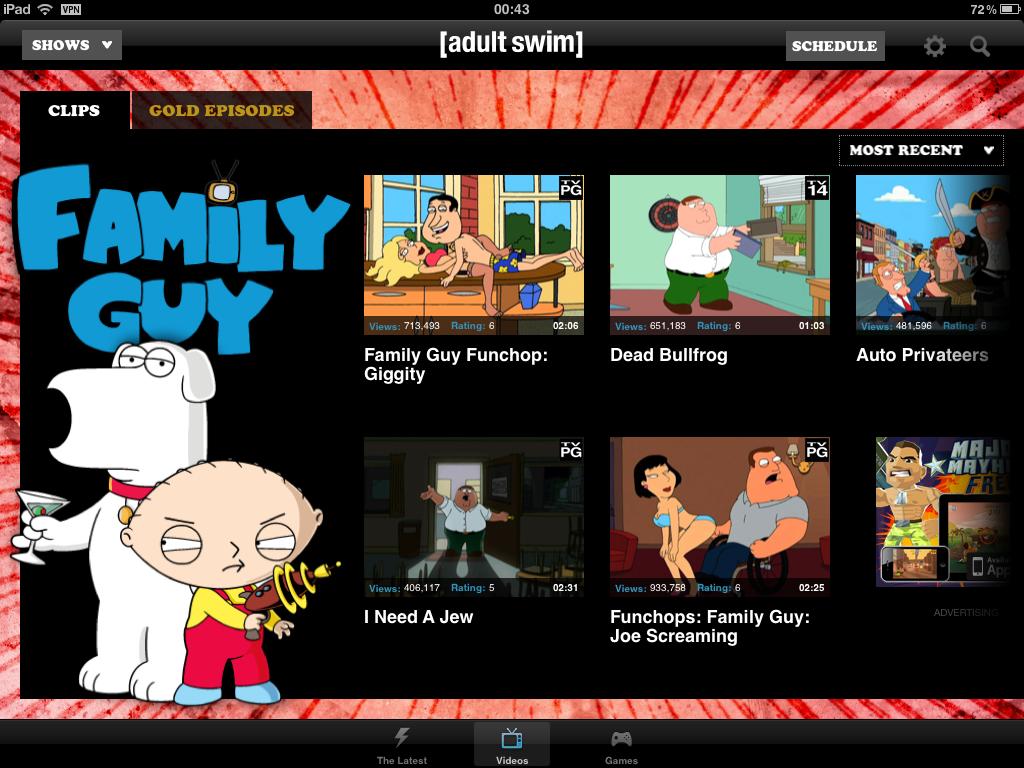 iPad VPN 00:43 72%
SHOWS [adult swim] SCHEDULE
CLIPS GOLD EPISODES
MOST RECENT
FAMILY
GUY
TV
PG
Views: 713,493 Rating: 6 02:06
Family Guy Funchop:
Giggity
TV
14
Views: 651,183 Rating: 6 01:03
Dead Bullfrog
Views: 481,596 Rating: 6
Auto Privateers
TV
PG
Views: 406,117 Rating: 5 02:31
I Need A Jew
TV
PG
Views: 933,758 Rating: 6 02:25
Funchops: Family Guy:
Joe Screaming
ADVERTISING
The Latest Videos Games